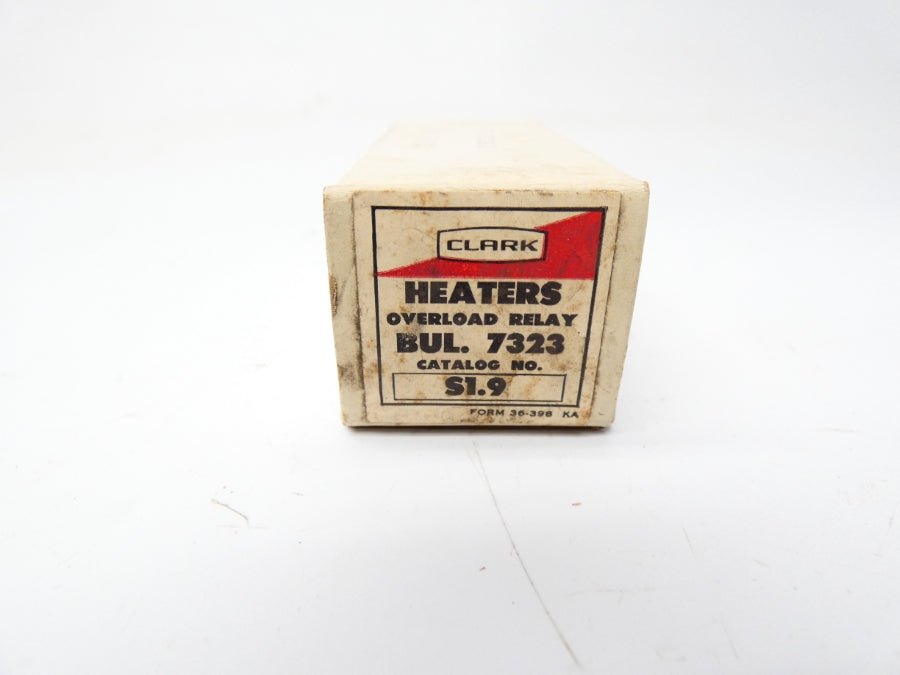 CLARK
HEATERS
OVERLOAD RELAY
BUL. 7323
CATALOG NO.
S1.9
FORM 36-398 KA